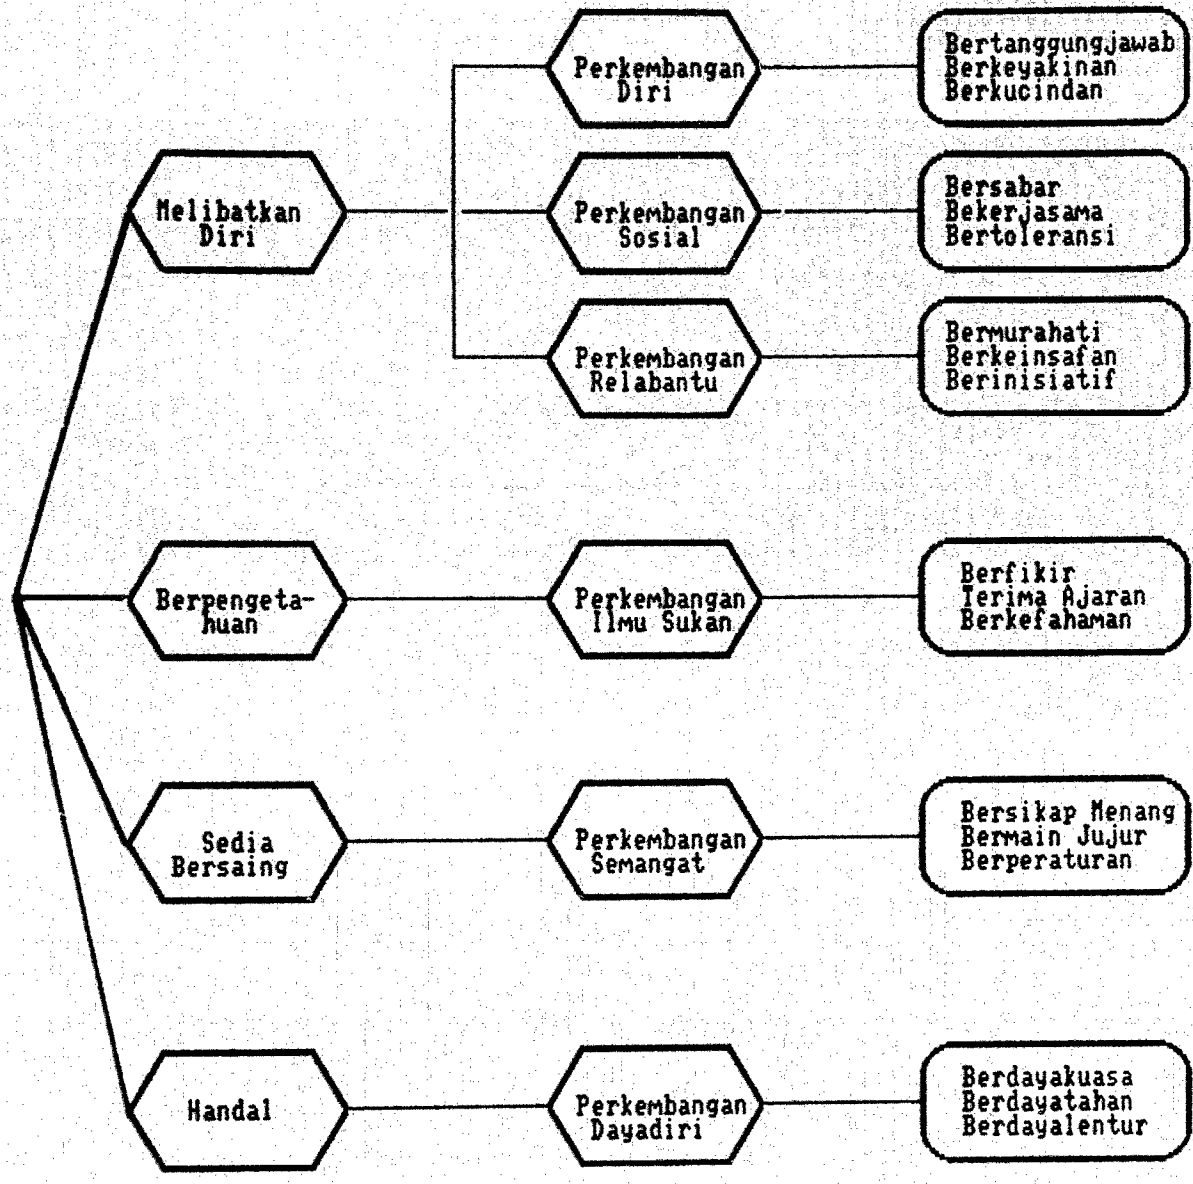 Melibatkan
Diri
Perkembangan
Diri
Bertanggungjawab
Berkeyakinan
Berkucindan
Perkembangan
Sosial
Bersabar
Bekerjasama
Bertoleransi
Perkembangan
Relabantu
Bermurahati
Berkeinsafan
Berinisiatif
Berpengeta-
huan
Perkembangan
Ilmu Sukan
Berfikir
Terima Ajaran
Berkefahaman
Sedia
Bersaing
Perkembangan
Semangat
Bersikap Menang
Bermain Jujur
Berperaturan
Handal
Perkembangan
Dayadiri
Berdayakuasa
Berdayatahan
Berdayalentur